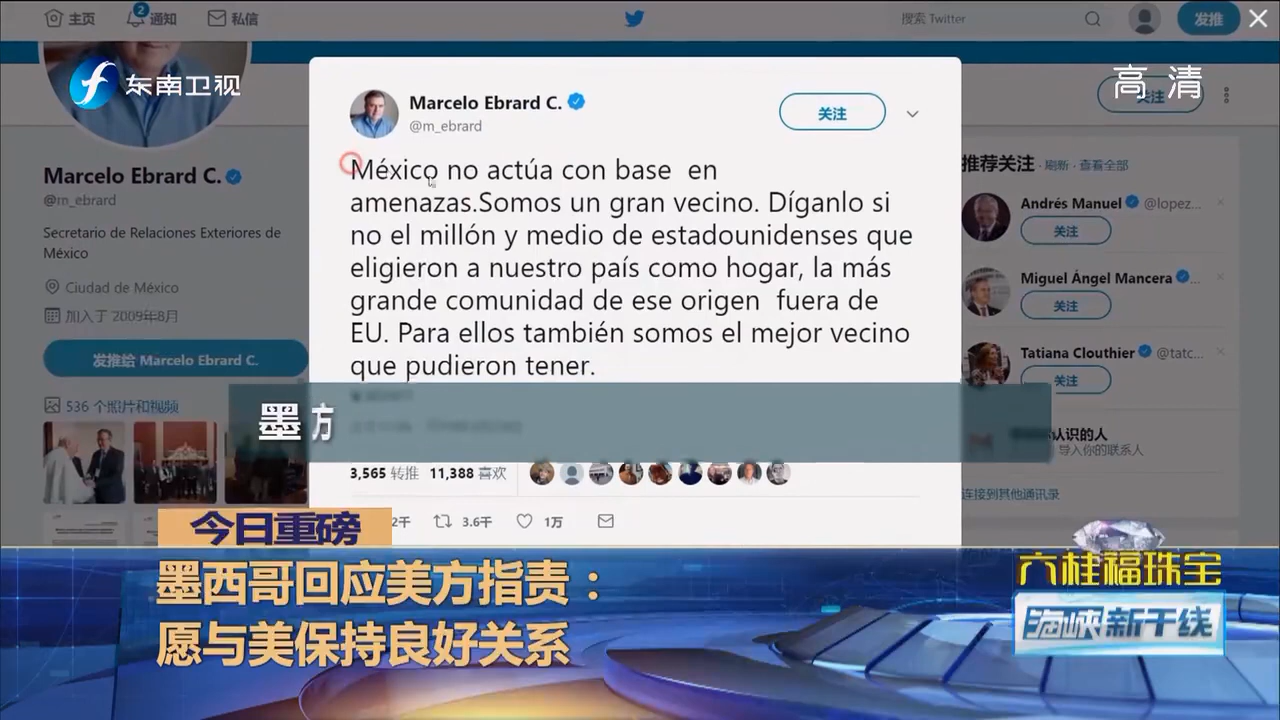 主页
2
通知
私信
搜索 Twitter
发推
东南卫视
高清
关注
Marcelo Ebrard C.
@m_ebrard
关注
México no actúa con base en
amenazas.Somos un gran vecino. Díganlo si
no el millón y medio de estadounidenses que
eligieron a nuestro país como hogar, la más
grande comunidad de ese origen fuera de
EU. Para ellos también somos el mejor vecino
que pudieron tener.
Marcelo Ebrard C.
@m_ebrard
Secretario de Relaciones Exteriores de
México
Ciudad de México
加入于 2009年8月
发推给 Marcelo Ebrard C.
536 个照片和视频
推荐关注 · 刷新 · 查看全部
Andrés Manuel @lopez...
关注
Miguel Ángel Mancera ...
关注
Tatiana Clouthier @tatc...
关注
认识的人
导入你的联系人
连接到其他通讯录
墨方
3,565 转推 11,388 喜欢
2千 3.6千 1万
今日重磅
墨西哥回应美方指责：
愿与美保持良好关系
六桂福珠宝
海峡新干线